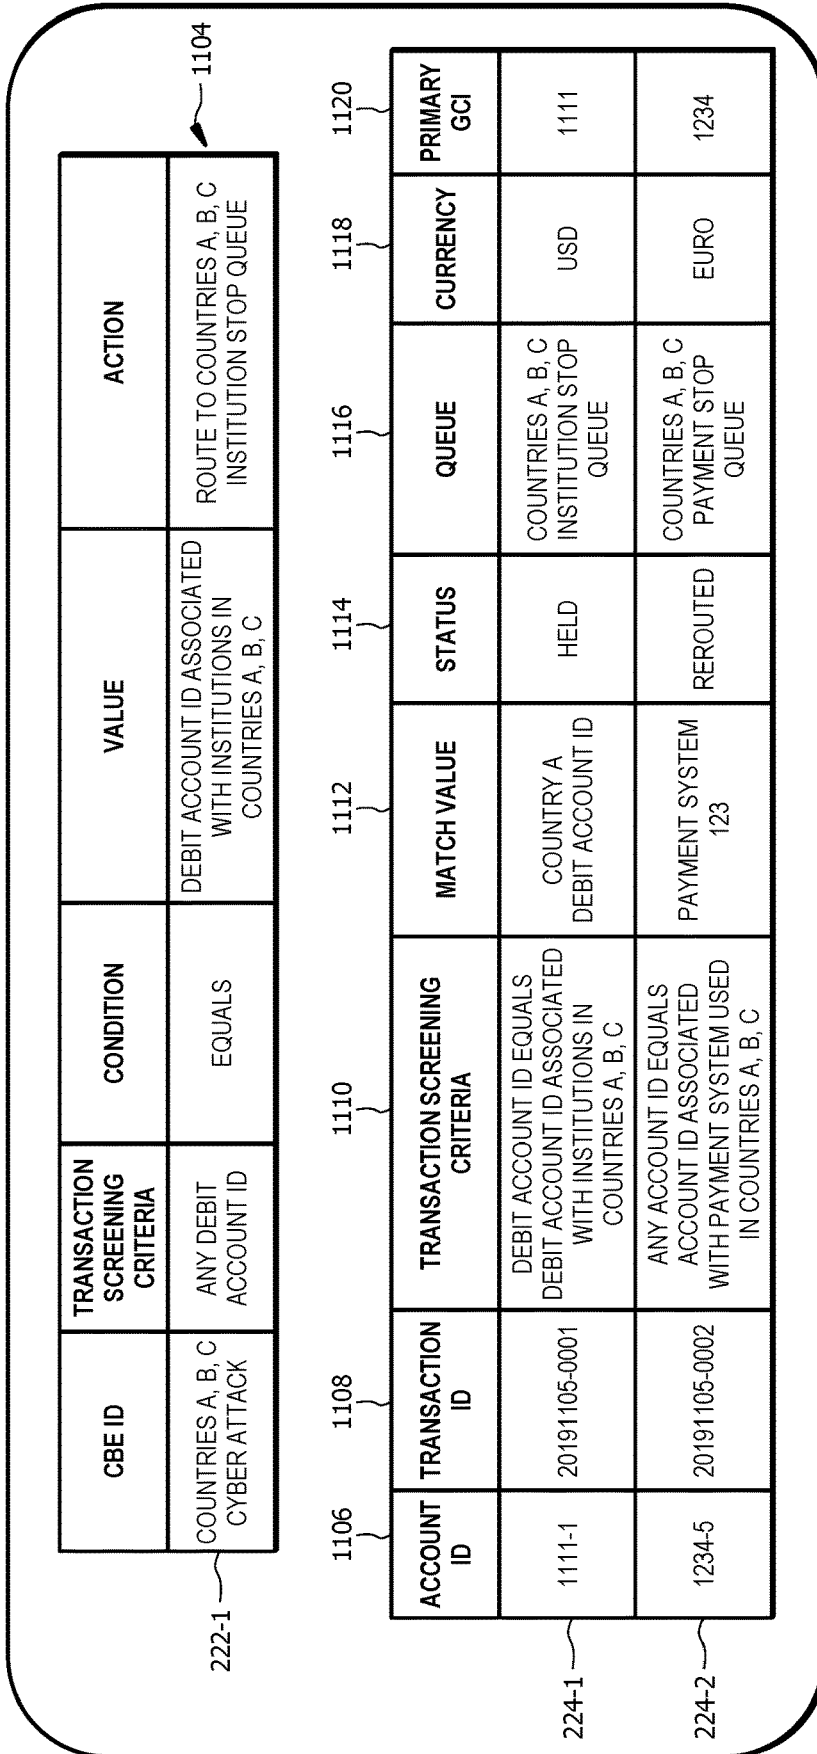 1104
CBE ID
TRANSACTION
SCREENING
CRITERIA
CONDITION
VALUE
ACTION
222-1
COUNTRIES A, B, C
CYBER ATTACK
ANY DEBIT
ACCOUNT ID
EQUALS
DEBIT ACCOUNT ID ASSOCIATED
WITH INSTITUTIONS IN
COUNTRIES A, B, C
ROUTE TO COUNTRIES A, B, C
INSTITUTION STOP QUEUE
1106
1108
1110
1112
1114
1116
1118
1120
ACCOUNT
ID
TRANSACTION
ID
TRANSACTION SCREENING
CRITERIA
MATCH VALUE
STATUS
QUEUE
CURRENCY
PRIMARY
GCI
224-1
1111-1
20191105-0001
DEBIT ACCOUNT ID EQUALS
DEBIT ACCOUNT ID ASSOCIATED
WITH INSTITUTIONS IN
COUNTRIES A, B, C
COUNTRY A
DEBIT ACCOUNT ID
HELD
COUNTRIES A, B, C
INSTITUTION STOP
QUEUE
USD
1111
224-2
1234-5
20191105-0002
ANY ACCOUNT ID EQUALS
ACCOUNT ID ASSOCIATED
WITH PAYMENT SYSTEM USED
IN COUNTRIES A, B, C
PAYMENT SYSTEM
123
REROUTED
COUNTRIES A, B, C
PAYMENT STOP
QUEUE
EURO
1234